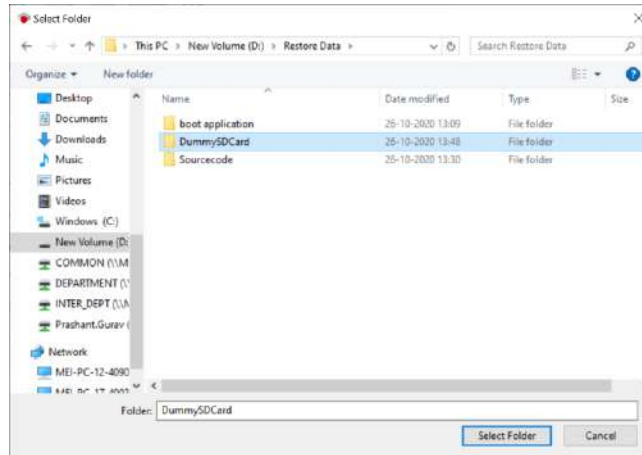 Select Folder
This PC > New Volume (D:) > Restore Data >
Search Restore Data
Organize
New folder
Name
Date modified
Type
Size
Desktop
Documents
Downloads
Music
Pictures
Videos
Windows (C:)
New Volume (D:
COMMON (\\M
DEPARTMENT (\
INTER_DEPT (\\
Prashant.Gurav (
Network
MEI-PC-12-4090
boot application 26-10-2020 13:09 File folder
DummySDCard 26-10-2020 13:48 File folder
Sourcecode 26-10-2020 13:30 File folder
Folder: DummySDCard
Select Folder
Cancel